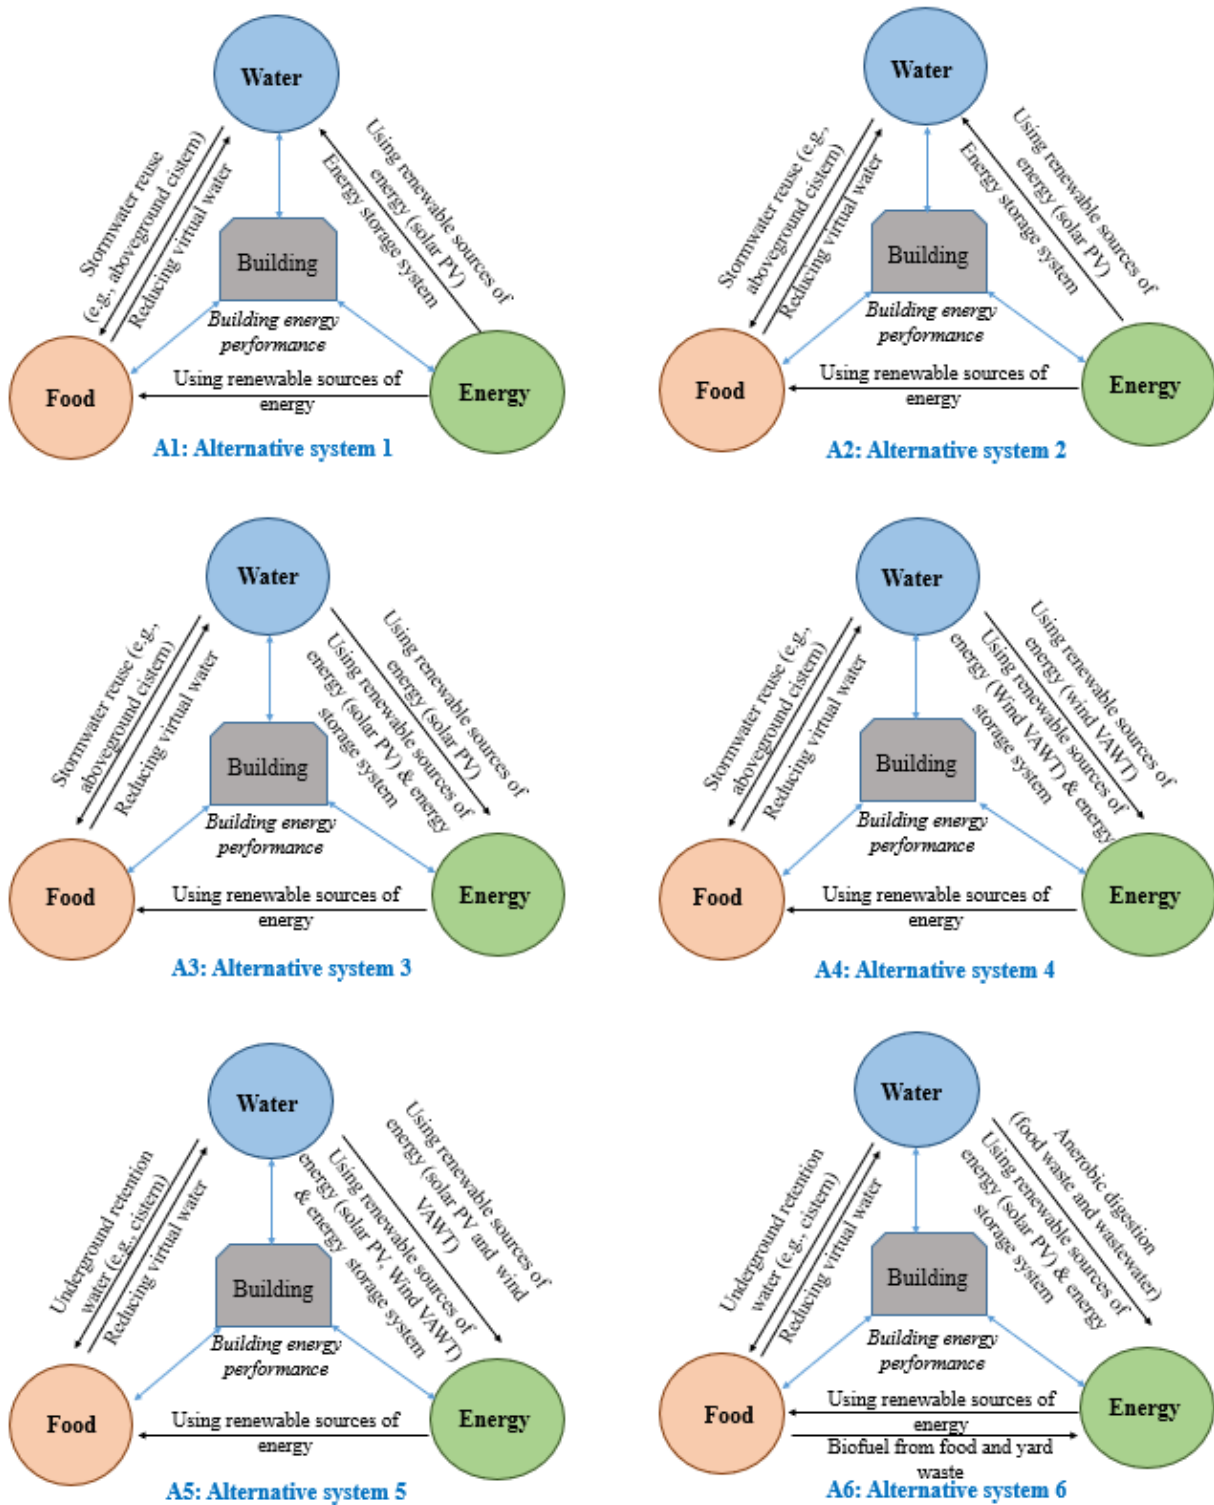 Water
Stormwater reuse
(e.g., aboveground cistern)
Reducing virtual water
Using renewable sources of
energy (solar PV)
Energy storage
system
Building
Building energy
performance
Food
Using renewable sources of
energy
Energy
A1: Alternative system 1
Water
Stormwater reuse (e.g.,
aboveground cistern)
Reducing virtual water
Using renewable sources of
energy (solar PV)
Energy storage
system
Building
Building energy
performance
Food
Using renewable sources of
energy
Energy
A2: Alternative system 2
Water
Stormwater reuse (e.g.,
aboveground cistern)
Reducing virtual water
Using renewable sources of
energy (solar PV)
Using renewable sources of
energy (solar PV) & energy
storage system
Building
Building energy
performance
Food
Using renewable sources of
energy
Energy
A3: Alternative system 3
Water
Stormwater reuse (e.g.,
aboveground cistern)
Reducing virtual water
Using renewable sources of
energy (wind VAWT)
Using renewable sources of
energy (Wind VAWT) & energy
storage system
Building
Building energy
performance
Food
Using renewable sources of
energy
Energy
A4: Alternative system 4
Water
Underground retention
water (e.g., cistern)
Reducing virtual water
Using renewable sources of
energy (solar PV and wind
VAWT)
Using renewable sources of
energy (solar PV, Wind VAWT)
& energy storage system
Building
Building energy
performance
Food
Using renewable sources of
energy
Energy
A5: Alternative system 5
Water
Underground retention
water (e.g., cistern)
Reducing virtual water
Anerobic digestion
(food waste and wastewater)
Using renewable sources of
energy (solar PV) & energy
storage system
Building
Building energy
performance
Food
Using renewable sources of
energy
Biofuel from food and yard
waste
Energy
A6: Alternative system 6